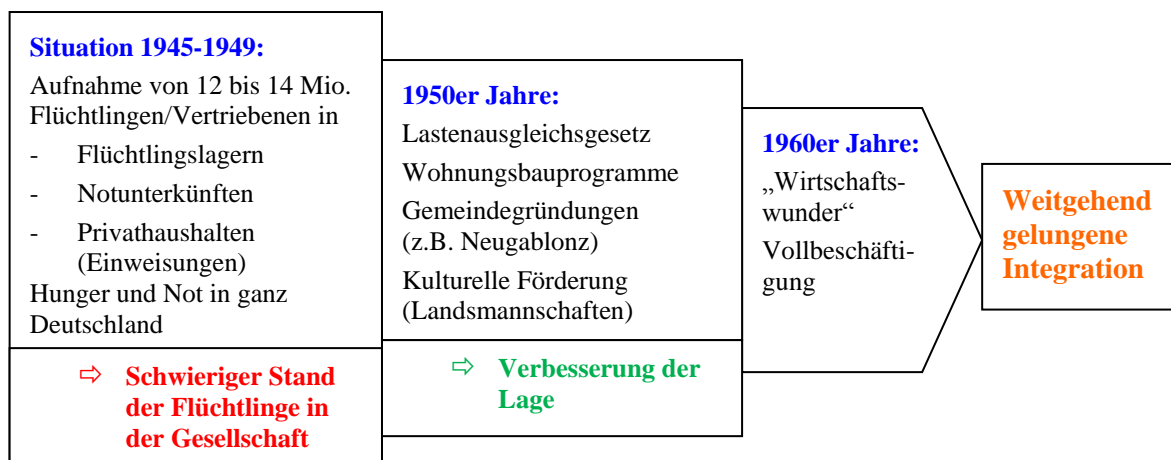 Situation 1945-1949:
Aufnahme von 12 bis 14 Mio.
Flüchtlingen/Vertriebenen in
- Flüchtlingslagern
- Notunterkünften
- Privathaushalten
(Einweisungen)
Hunger und Not in ganz
Deutschland
⇨ Schwieriger Stand
der Flüchtlinge in
der Gesellschaft
1950er Jahre:
Lastenausgleichsgesetz
Wohnungsbauprogramme
Gemeindegründungen
(z.B. Neugablonz)
Kulturelle Förderung
(Landsmannschaften)
⇨ Verbesserung der
Lage
1960er Jahre:
„Wirtschafts-
wunder“
Vollbeschäfti-
gung
Weitgehend
gelungene
Integration